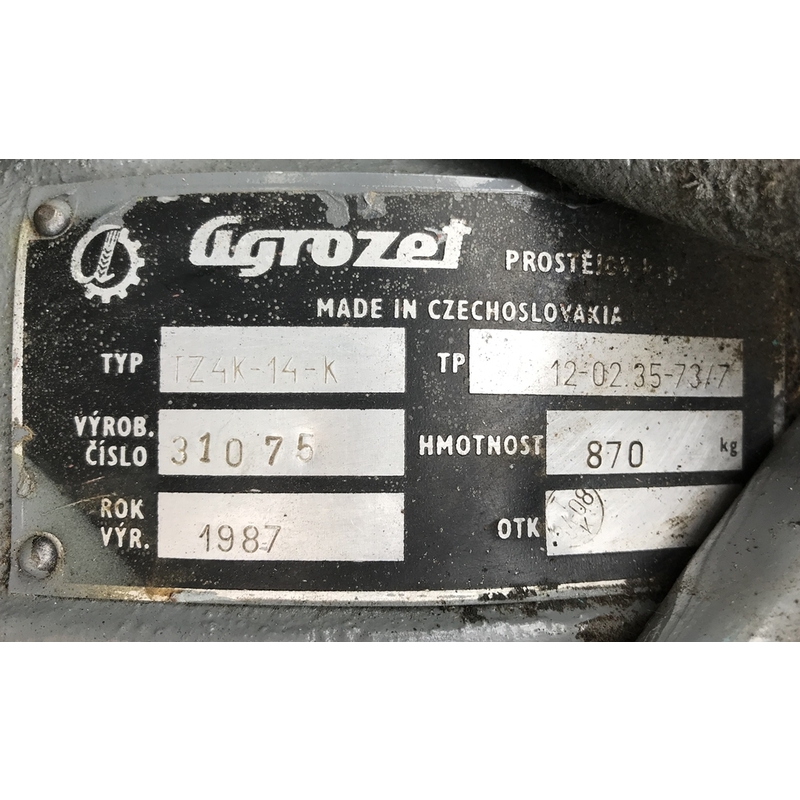 agrozet PROSTĚJOV
MADE IN CZECHOSLOVAKIA
TYP TZ4K-14-K TP 12-02.35-73/7
VÝROB. ČÍSLO 31075 HMOTNOST 870 kg
ROK VÝR. 1987 OTK